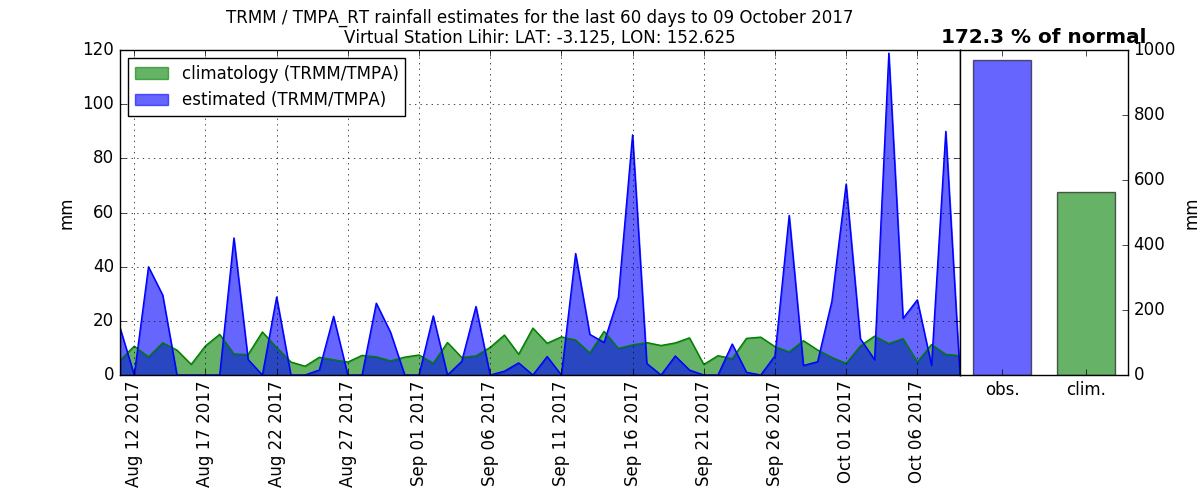 TRMM / TMPA_RT rainfall estimates for the last 60 days to 09 October 2017
Virtual Station Lihir: LAT: -3.125, LON: 152.625
172.3 % of normal
climatology (TRMM/TMPA)
estimated (TRMM/TMPA)
120
100
80
60
40
20
0
mm
Aug 12 2017
Aug 17 2017
Aug 22 2017
Aug 27 2017
Sep 01 2017
Sep 06 2017
Sep 11 2017
Sep 16 2017
Sep 21 2017
Sep 26 2017
Oct 01 2017
Oct 06 2017
obs.
clim.
1000
800
600
400
200
0
mm